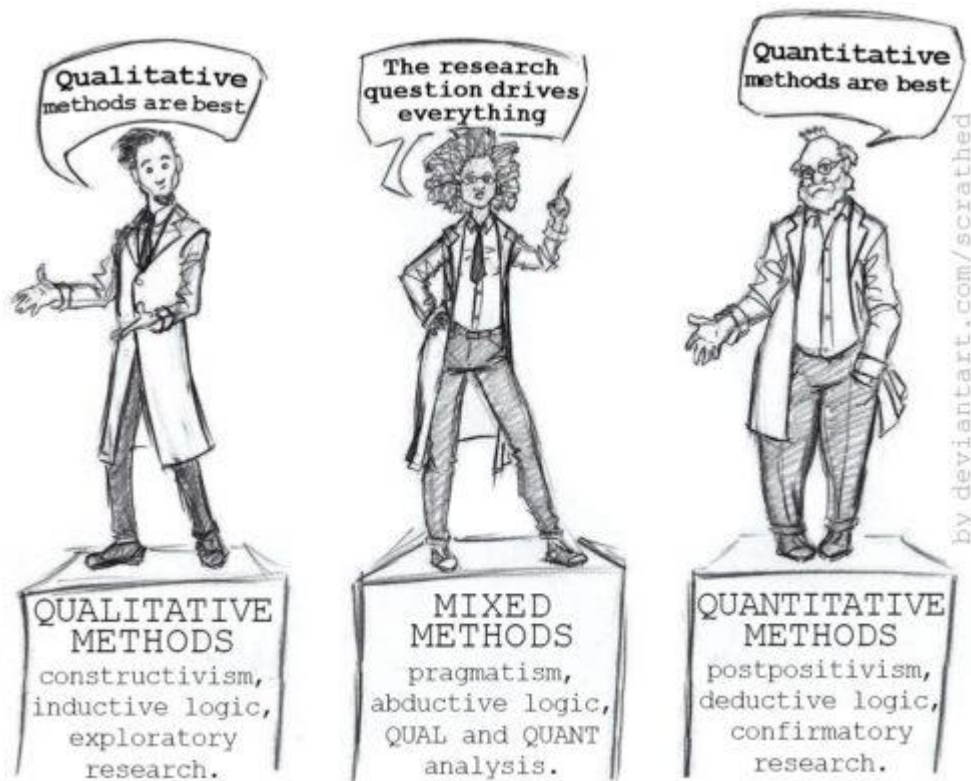 Qualitative
methods are best
The research
question drives
everything
Quantitative
methods are best
QUALITATIVE
METHODS
constructivism,
inductive logic,
exploratory
research.
MIXED
METHODS
pragmatism,
abductive logic,
QUAL and QUANT
analysis.
QUANTITATIVE
METHODS
postpositivism,
deductive logic,
confirmatory
research.
by deviantart.com/scrathed